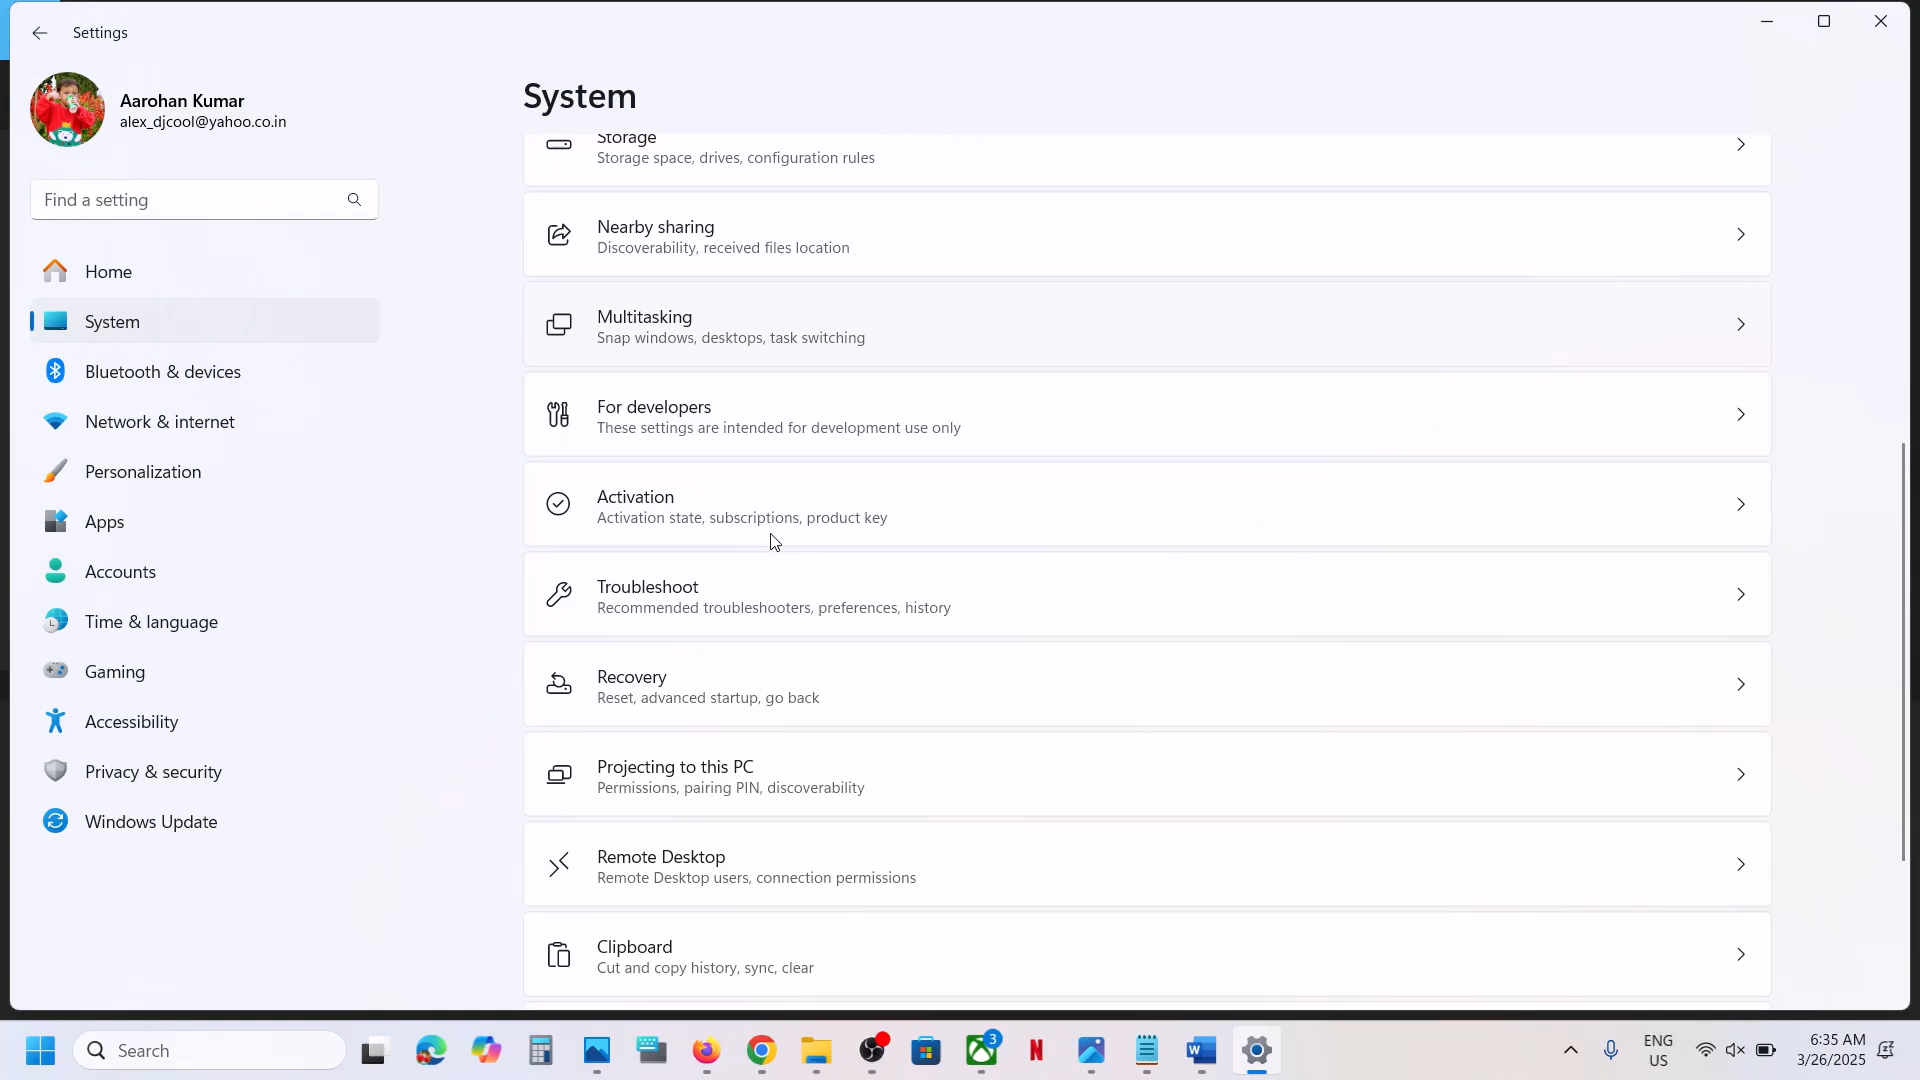 Settings
Aarohan Kumar
alex_djcool@yahoo.co.in
Find a setting
Home
System
Bluetooth & devices
Network & internet
Personalization
Apps
Accounts
Time & language
Gaming
Accessibility
Privacy & security
Windows Update
System
Storage
Storage space, drives, configuration rules
Nearby sharing
Discoverability, received files location
Multitasking
Snap windows, desktops, task switching
For developers
These settings are intended for development use only
Activation
Activation state, subscriptions, product key
Troubleshoot
Recommended troubleshooters, preferences, history
Recovery
Reset, advanced startup, go back
Projecting to this PC
Permissions, pairing PIN, discoverability
Remote Desktop
Remote Desktop users, connection permissions
Clipboard
Cut and copy history, sync, clear
Search
3
N
W
ENG
US
6:35 AM
3/26/2025